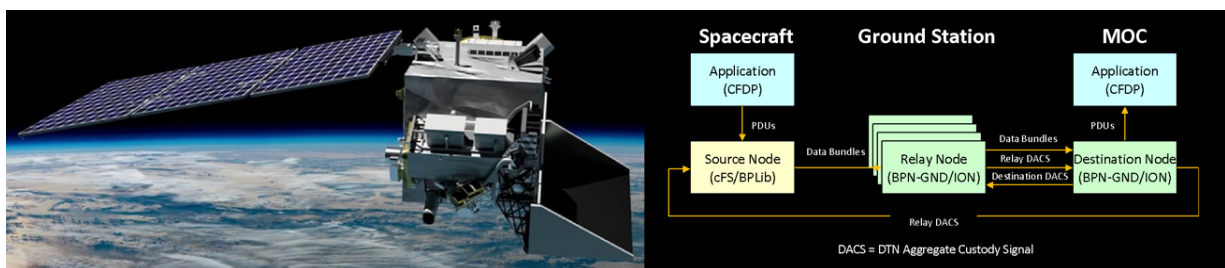 Spacecraft
Ground Station
MOC
Application
(CFDP)
Application
(CFDP)
PDUs
PDUs
Source Node
(cFS/BPLib)
Data Bundles
Relay Node
(BPN-GND/ION)
Data Bundles
Relay DACS
Destination DACS
Destination Node
(BPN-GND/ION)
Relay DACS
DACS = DTN Aggregate Custody Signal